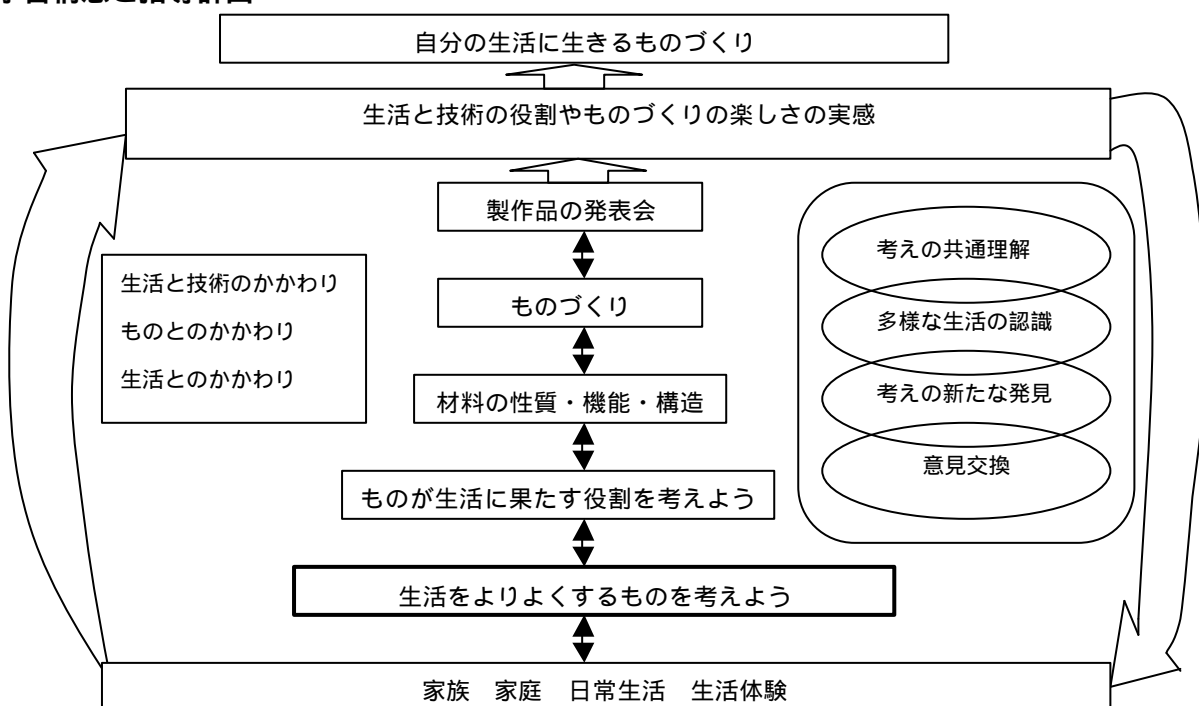 自分の生活に生きるものづくり
生活と技術の役割やものづくりの楽しさの実感
製作品の発表会
ものづくり
材料の性質・機能・構造
ものが生活に果たす役割を考えよう
生活をよりよくするものを考えよう
家族　家庭　日常生活　生活体験
生活と技術のかかわり
ものとのかかわり
生活とのかかわり
考えの共通理解
多様な生活の認識
考えの新たな発見
意見交換